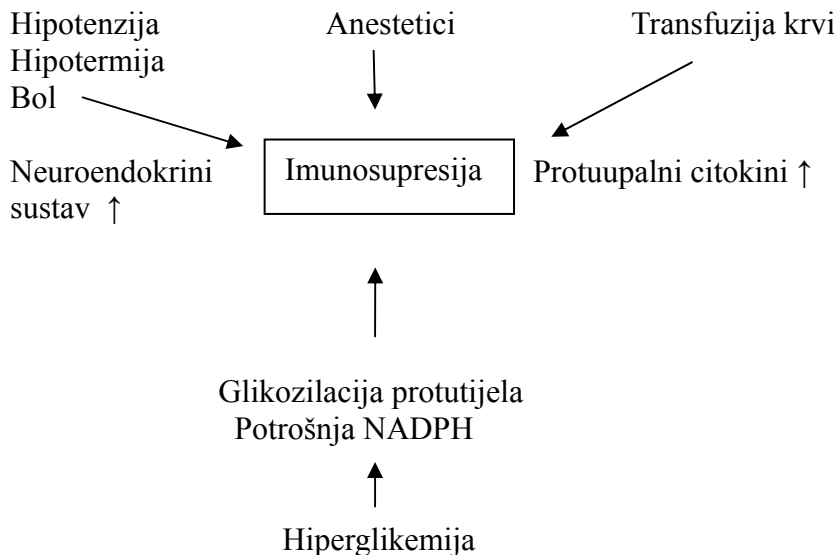 Hipotenzija
Hipotermija
Bol
Anestetici
Transfuzija krvi
Neuroendokrini
sustav ↑
Imunosupresija
Protuupalni citokini ↑
Glikozilacija protutijela
Potrošnja NADPH
Hiperglikemija